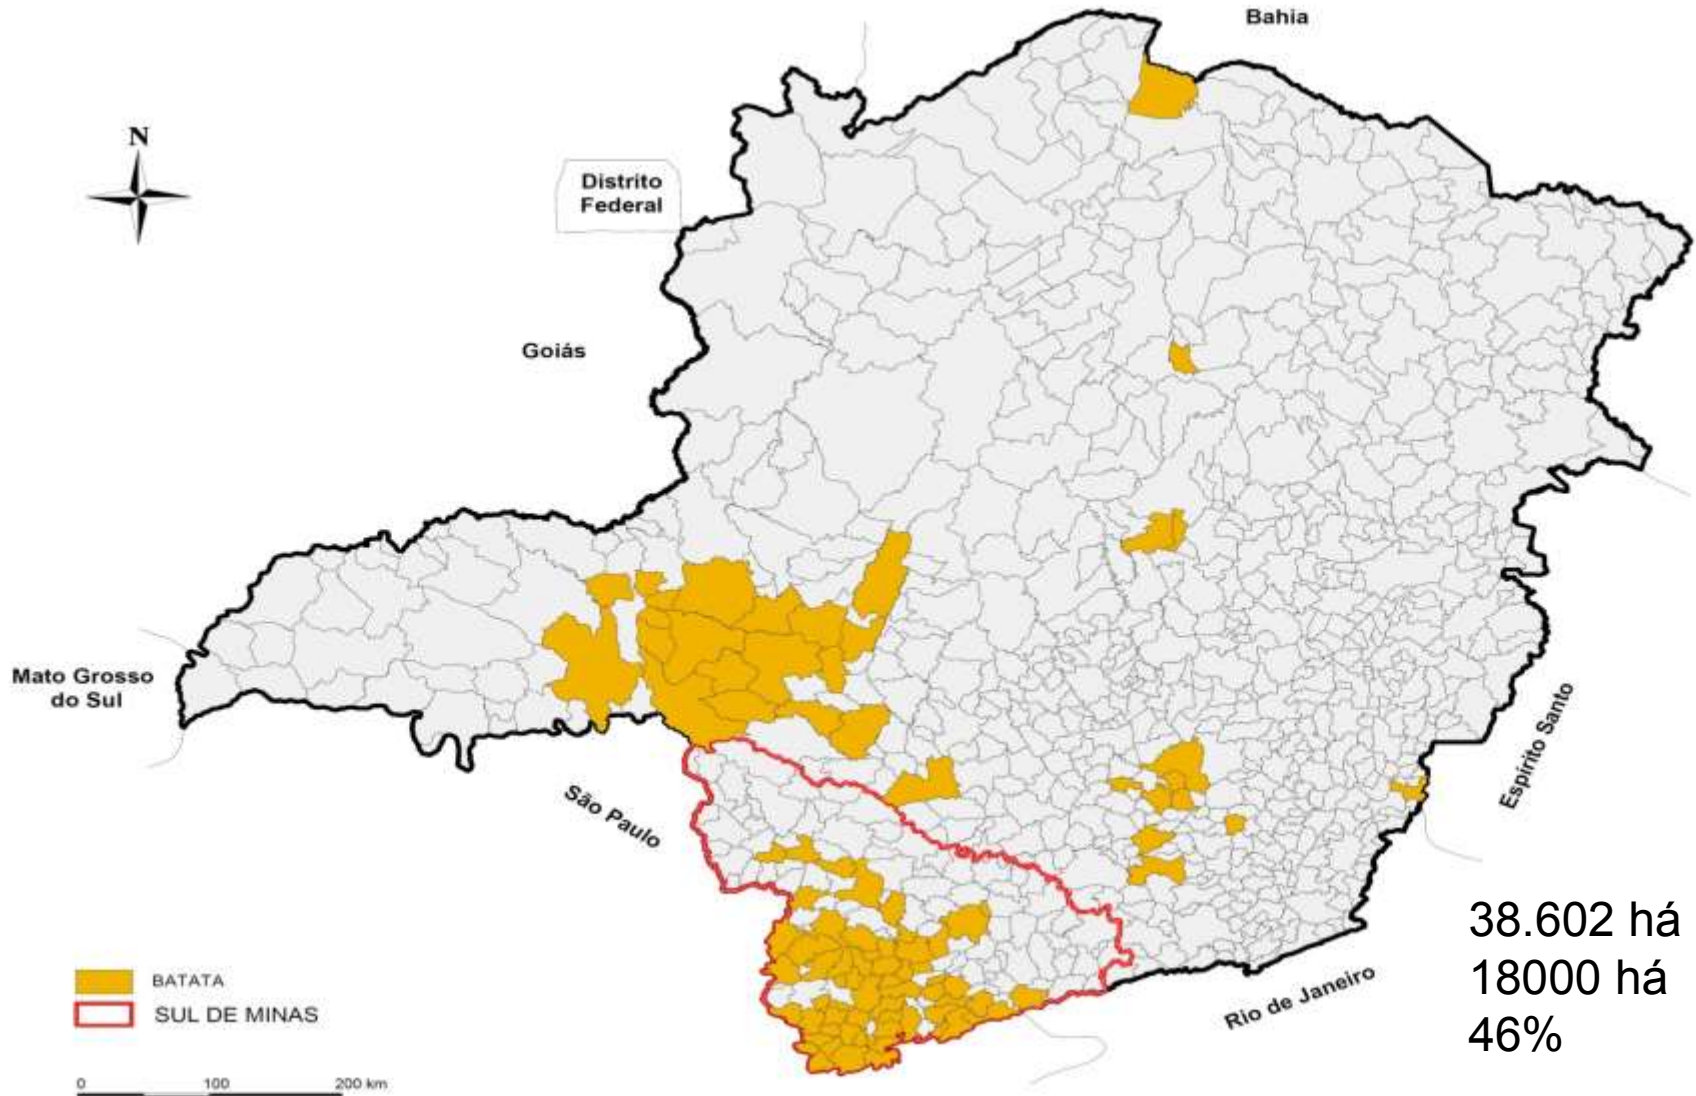 Bahia
N
Distrito
Federal
Goiás
Mato Grosso
do Sul
Espírito Santo
São Paulo
38.602 há
18000 há
46%
Rio de Janeiro
BATATA
SUL DE MINAS
0 100 200 km